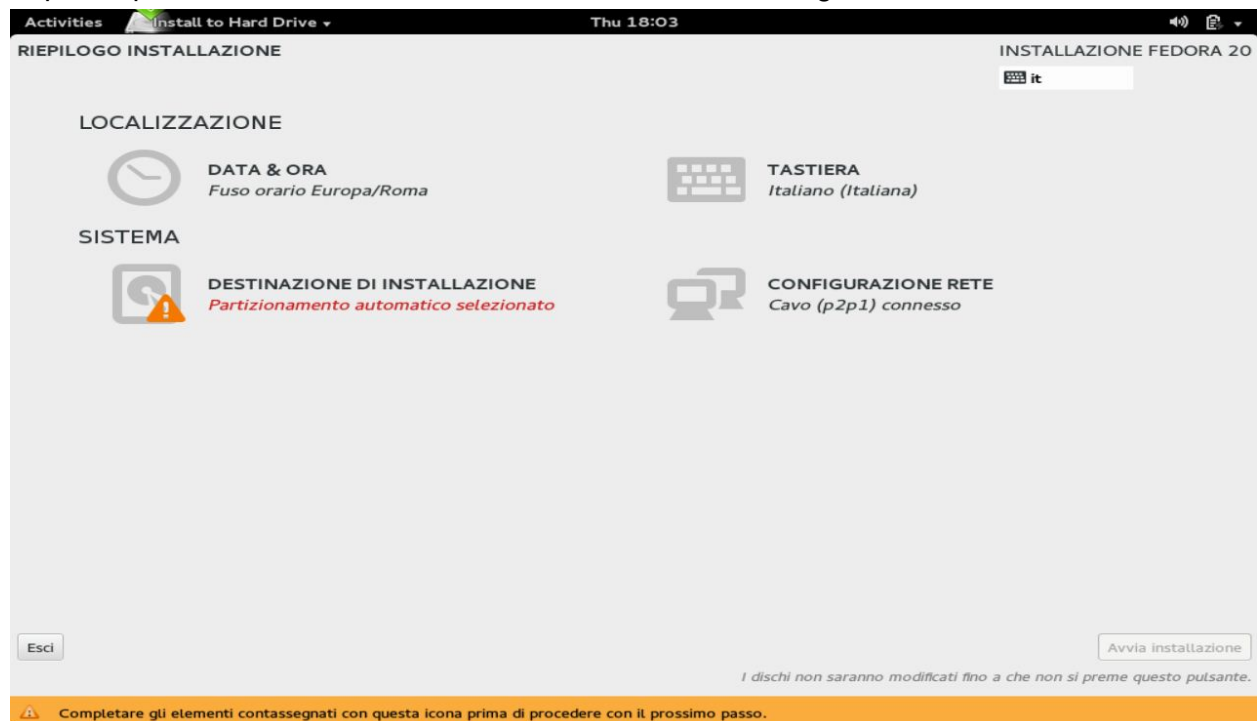 Activities Install to Hard Drive Thu 18:03
RIEPILOGO INSTALLAZIONE INSTALLAZIONE FEDORA 20
it
LOCALIZZAZIONE
DATA & ORA TASTIERA
Fuso orario Europa/Roma Italiano (Italiana)
SISTEMA
DESTINAZIONE DI INSTALLAZIONE CONFIGURAZIONE RETE
Partizionamento automatico selezionato Cavo (p2p1) connesso
Esci Avvia installazione
I dischi non saranno modificati fino a che non si preme questo pulsante.
Completare gli elementi contassegnati con questa icona prima di procedere con il prossimo passo.